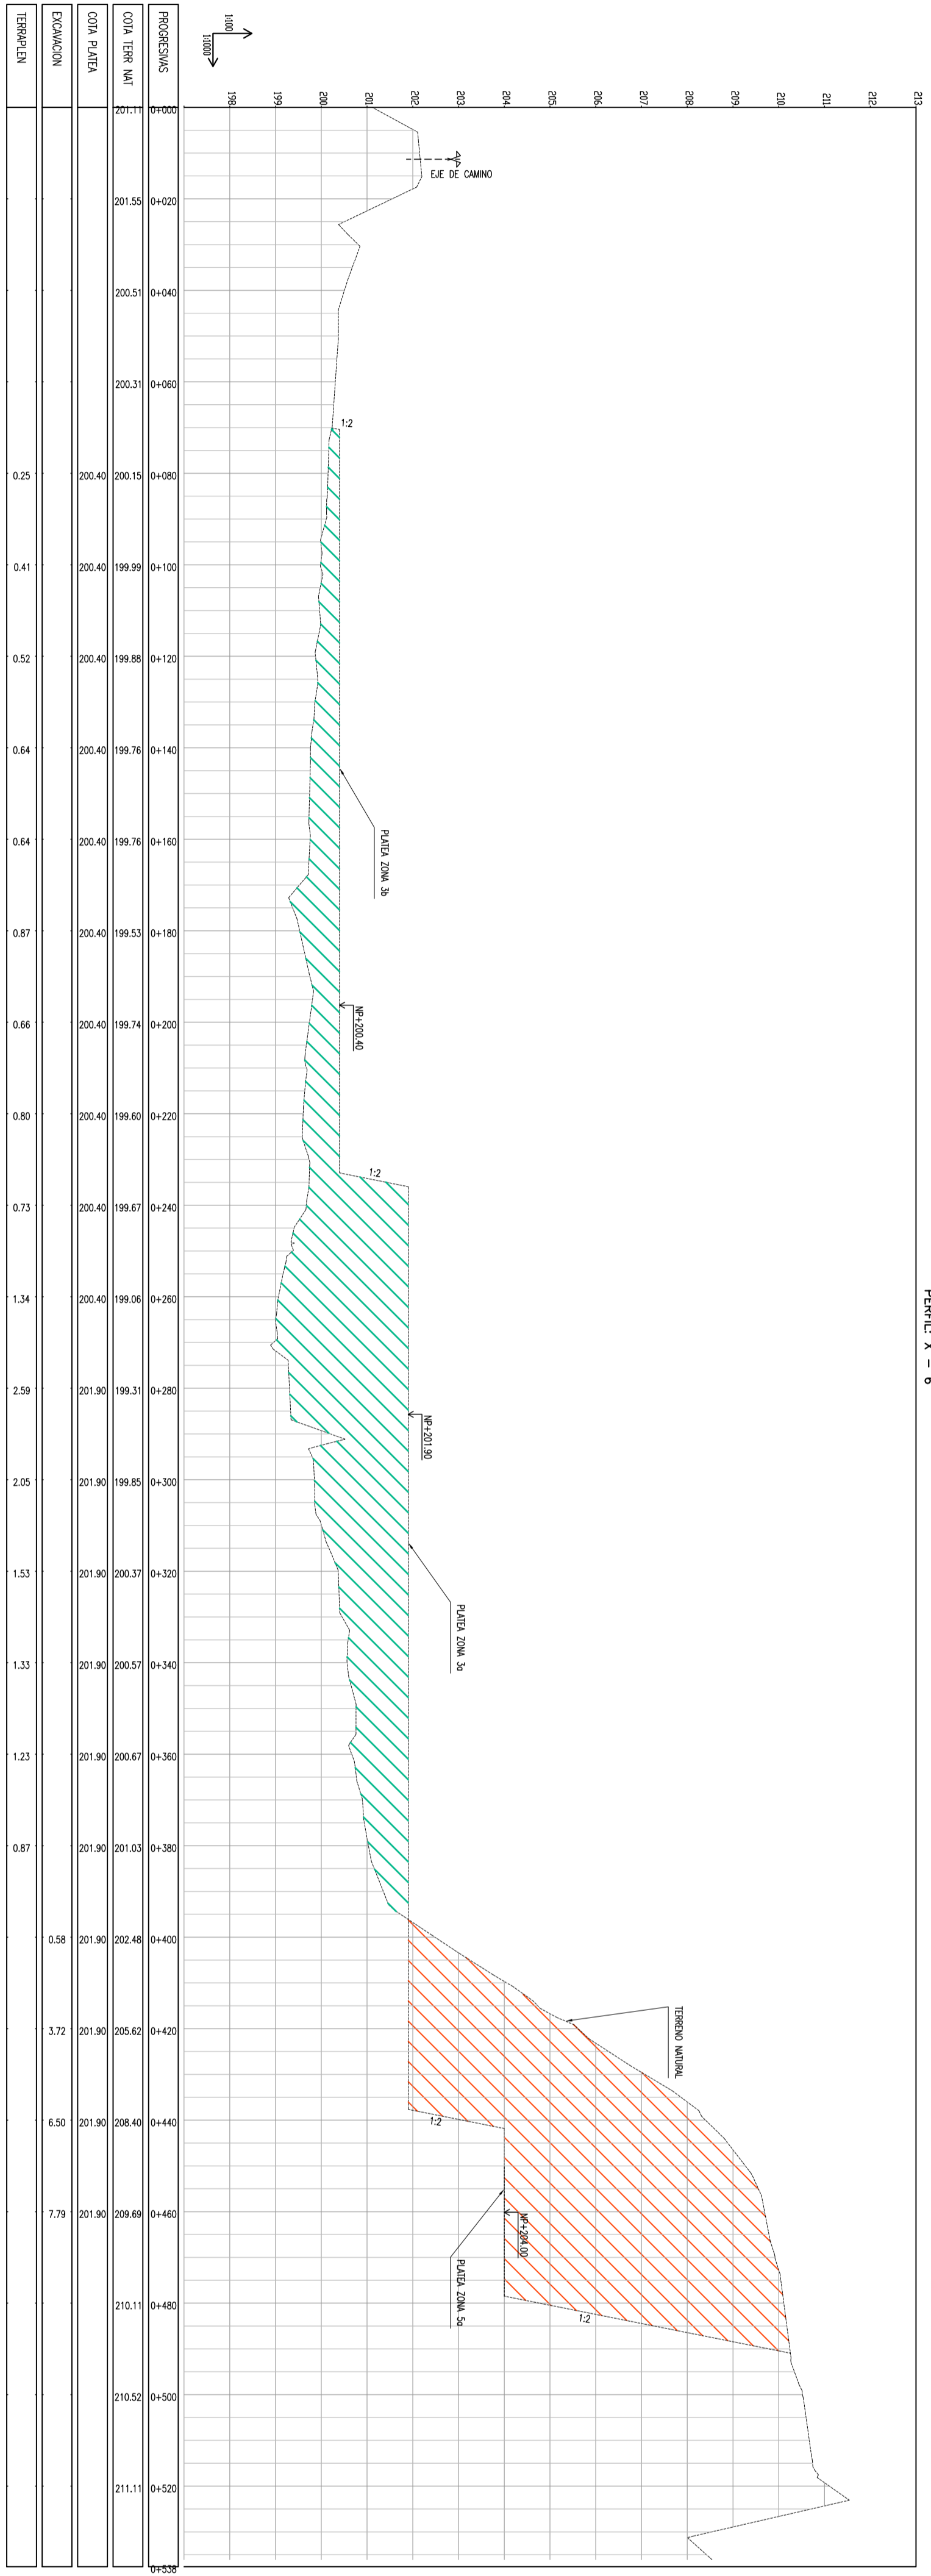 PERFIL: X - 6
213
212.
211.
210.
209.
208.
207.
206.
205.
204.
203.
202.
201.
200.
199.
198.
EJE DE CAMINO
1:2
PLATEA ZONA 3b
NP+200.40
1:2
NP+201.90
PLATEA ZONA 3a
TERRENO NATURAL
1:2
PLATEA ZONA 5a
NP+204.00
1:2
1:100
1:1000
PROGRESIVAS 0+000 0+020 0+040 0+060 0+080 0+100 0+120 0+140 0+160 0+180 0+200 0+220 0+240 0+260 0+280 0+300 0+320 0+340 0+360 0+380 0+400 0+420 0+440 0+460 0+480 0+500 0+520 0+538
COTA TERR NAT 201.11 201.55 200.51 200.31 200.15 199.99 199.88 199.76 199.76 199.53 199.74 199.60 199.67 199.06 199.31 199.85 200.37 200.57 200.67 201.03 202.48 205.62 208.40 209.69 210.11 210.52 211.11
COTA PLATEA 200.40 200.40 200.40 200.40 200.40 200.40 200.40 200.40 200.40 200.40 201.90 201.90 201.90 201.90 201.90 201.90 201.90 201.90 201.90 201.90
EXCAVACION 0.58 3.72 6.50 7.79
TERRAPLEN 0.25 0.41 0.52 0.64 0.64 0.87 0.66 0.80 0.73 1.34 2.59 2.05 1.53 1.33 1.23 0.87